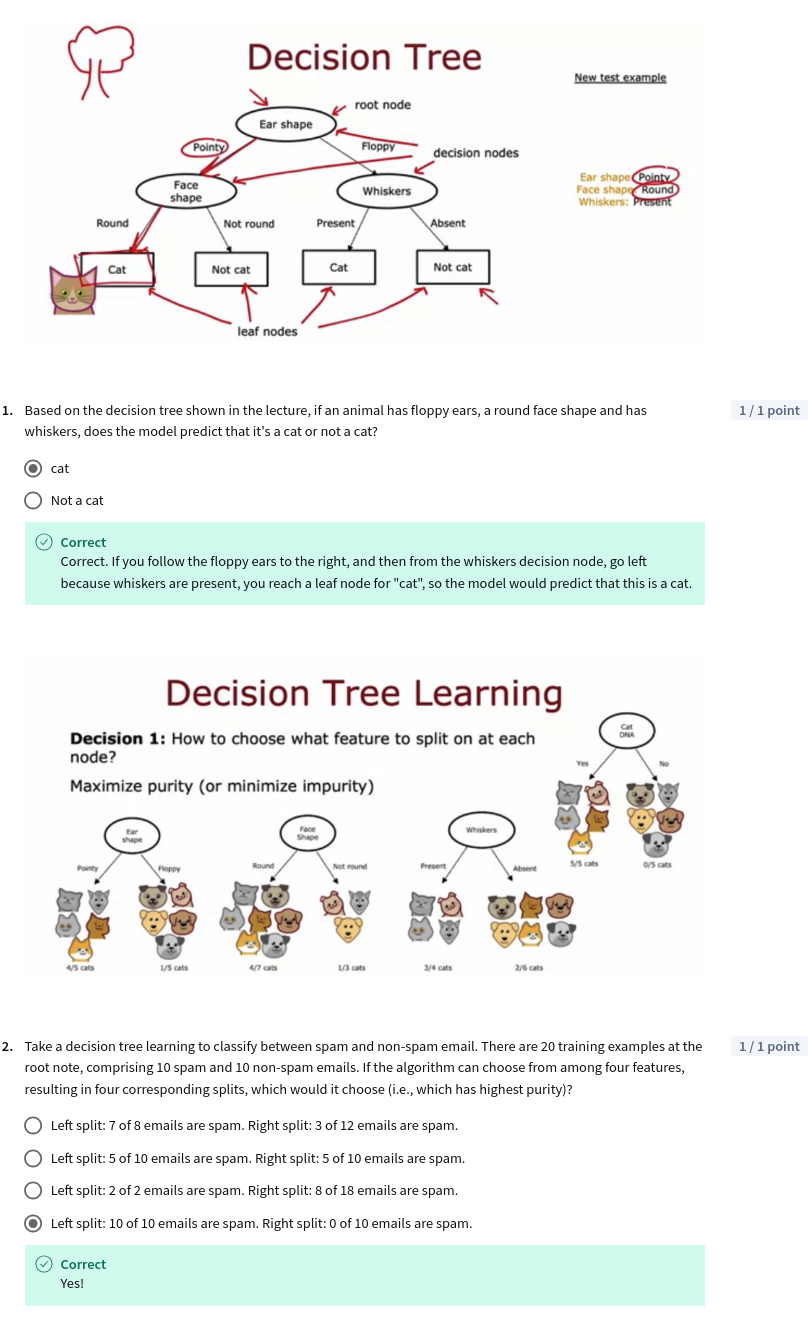 Decision Tree
New test example
root node
Ear shape
Pointy
Floppy
decision nodes
Face
shape
Whiskers
Ear shape: Pointy
Face shape: Round
Whiskers: Present
Round
Not round
Present
Absent
Cat
Not cat
Cat
Not cat
leaf nodes
1. Based on the decision tree shown in the lecture, if an animal has floppy ears, a round face shape and has
whiskers, does the model predict that it's a cat or not a cat?
1 / 1 point
cat
Not a cat
Correct
Correct. If you follow the floppy ears to the right, and then from the whiskers decision node, go left
because whiskers are present, you reach a leaf node for "cat", so the model would predict that this is a cat.
Decision Tree Learning
Decision 1: How to choose what feature to split on at each
node?
Maximize purity (or minimize impurity)
Cat
DNA
Yes
No
5/5 cats
0/5 cats
Ear
shape
Face
Shape
Whiskers
Pointy
Floppy
Round
Not round
Present
Absent
4/5 cats
1/5 cats
4/7 cats
1/3 cats
3/4 cats
2/6 cats
2. Take a decision tree learning to classify between spam and non-spam email. There are 20 training examples at the
root note, comprising 10 spam and 10 non-spam emails. If the algorithm can choose from among four features,
resulting in four corresponding splits, which would it choose (i.e., which has highest purity)?
1 / 1 point
Left split: 7 of 8 emails are spam. Right split: 3 of 12 emails are spam.
Left split: 5 of 10 emails are spam. Right split: 5 of 10 emails are spam.
Left split: 2 of 2 emails are spam. Right split: 8 of 18 emails are spam.
Left split: 10 of 10 emails are spam. Right split: 0 of 10 emails are spam.
Correct
Yes!